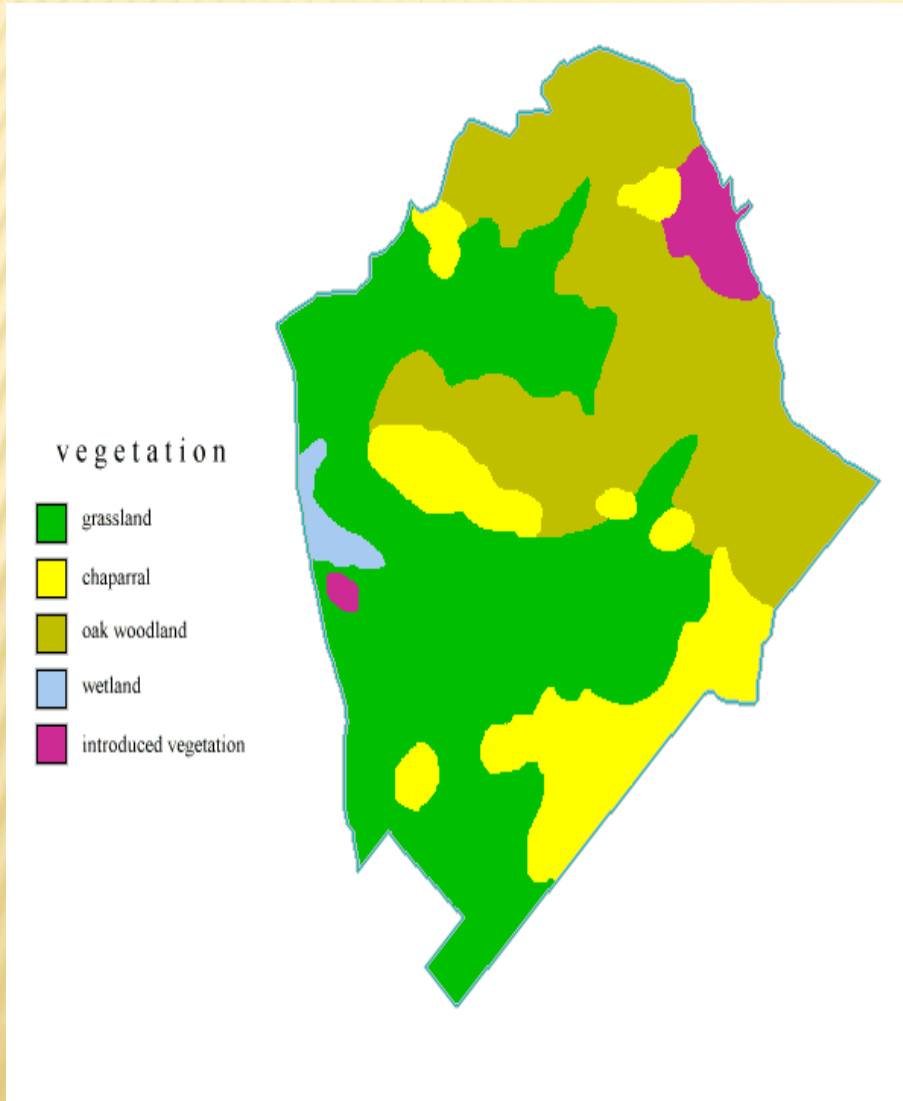 vegetation
grassland
chaparral
oak woodland
wetland
introduced vegetation